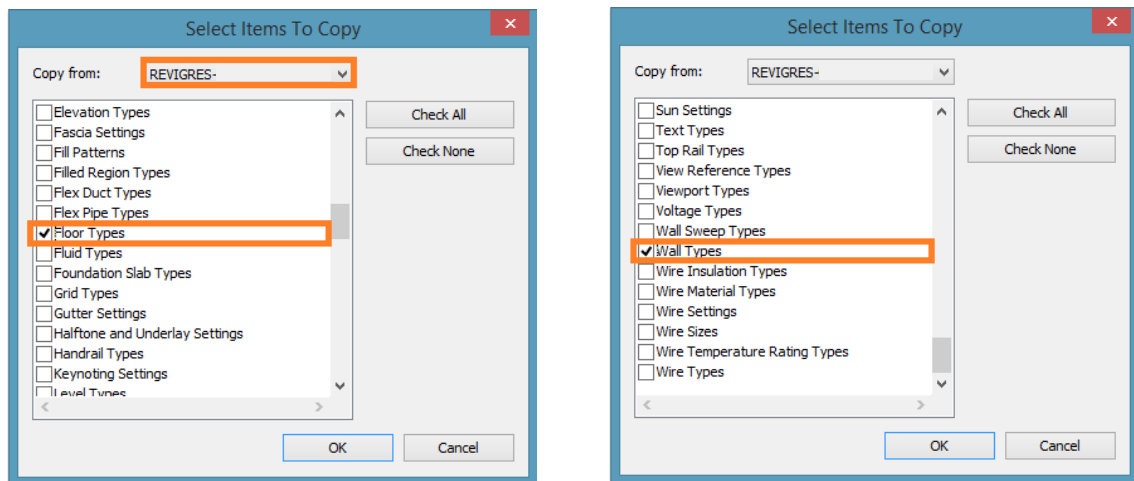 Select Items To Copy
Copy from: REVIGRES-
Elevation Types
Fascia Settings
Fill Patterns
Filled Region Types
Flex Duct Types
Flex Pipe Types
Floor Types
Fluid Types
Foundation Slab Types
Grid Types
Gutter Settings
Halftone and Underlay Settings
Handrail Types
Keynoting Settings
Level Types
Check All
Check None
OK Cancel
Select Items To Copy
Copy from: REVIGRES-
Sun Settings
Text Types
Top Rail Types
View Reference Types
Viewport Types
Voltage Types
Wall Sweep Types
Wall Types
Wire Insulation Types
Wire Material Types
Wire Settings
Wire Sizes
Wire Temperature Rating Types
Wire Types
Check All
Check None
OK Cancel